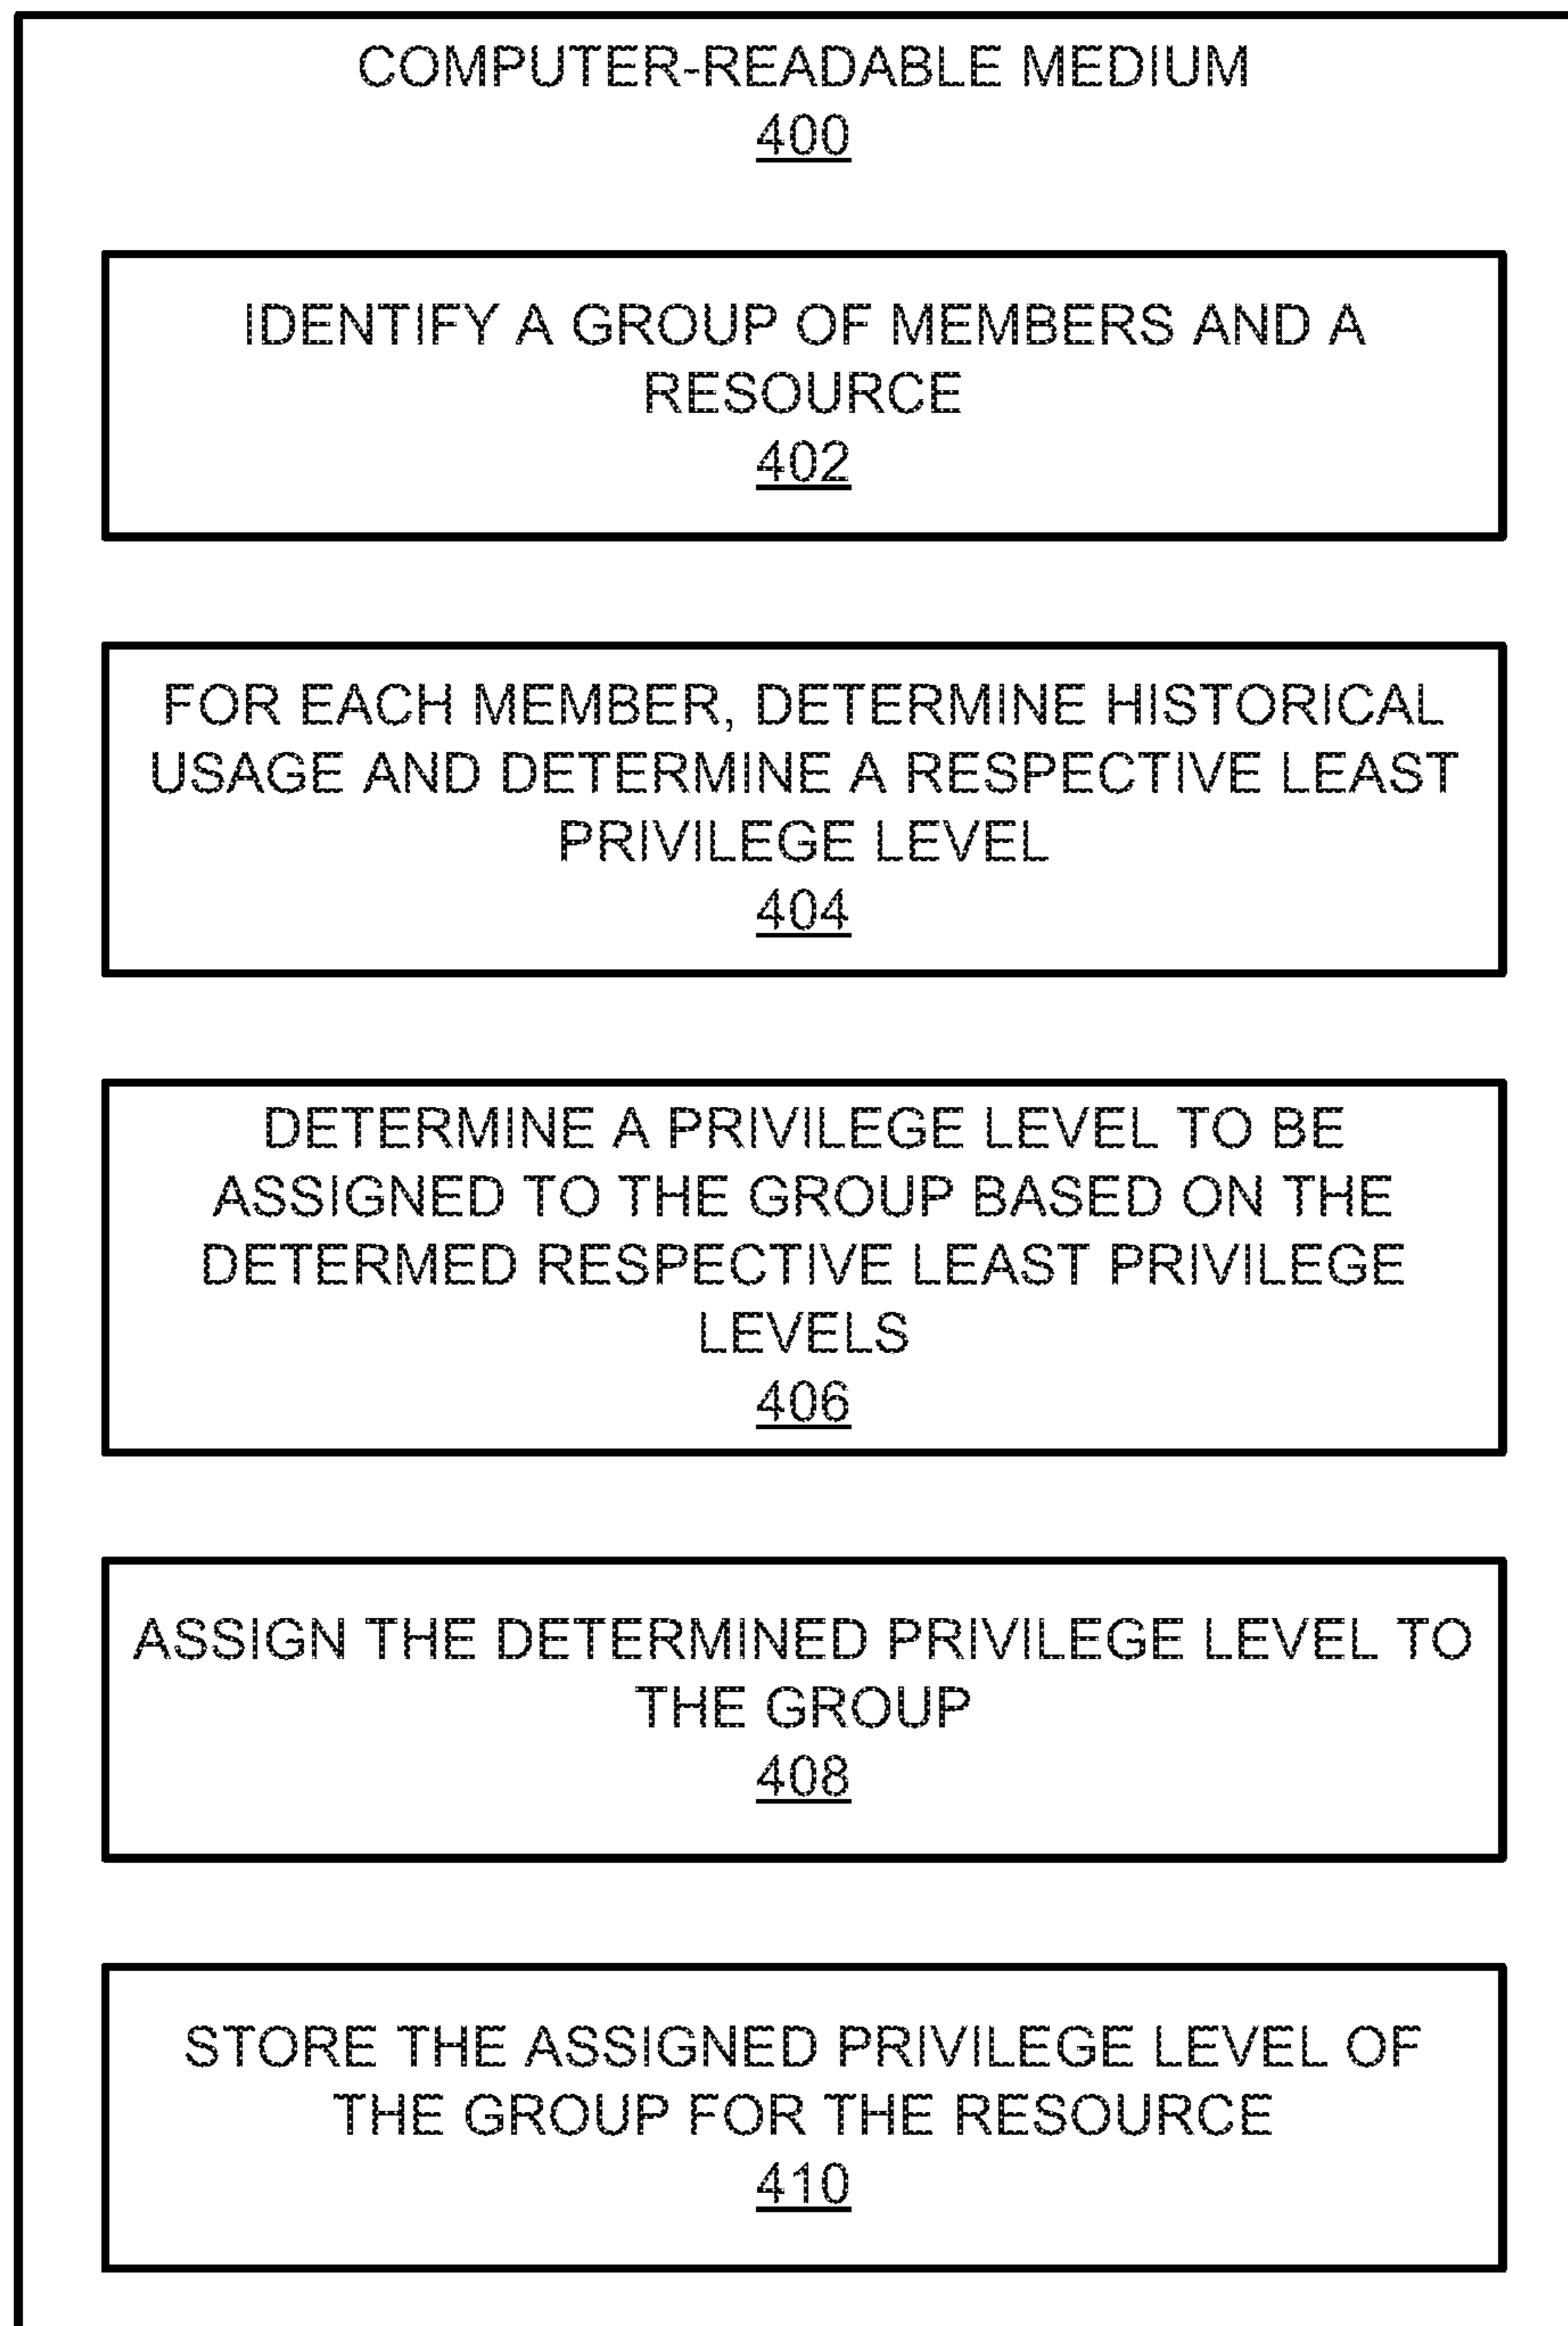 COMPUTER-READABLE MEDIUM
400
IDENTIFY A GROUP OF MEMBERS AND A
RESOURCE
402
FOR EACH MEMBER, DETERMINE HISTORICAL
USAGE AND DETERMINE A RESPECTIVE LEAST
PRIVILEGE LEVEL
404
DETERMINE A PRIVILEGE LEVEL TO BE
ASSIGNED TO THE GROUP BASED ON THE
DETERMED RESPECTIVE LEAST PRIVILEGE
LEVELS
406
ASSIGN THE DETERMINED PRIVILEGE LEVEL TO
THE GROUP
408
STORE THE ASSIGNED PRIVILEGE LEVEL OF
THE GROUP FOR THE RESOURCE
410